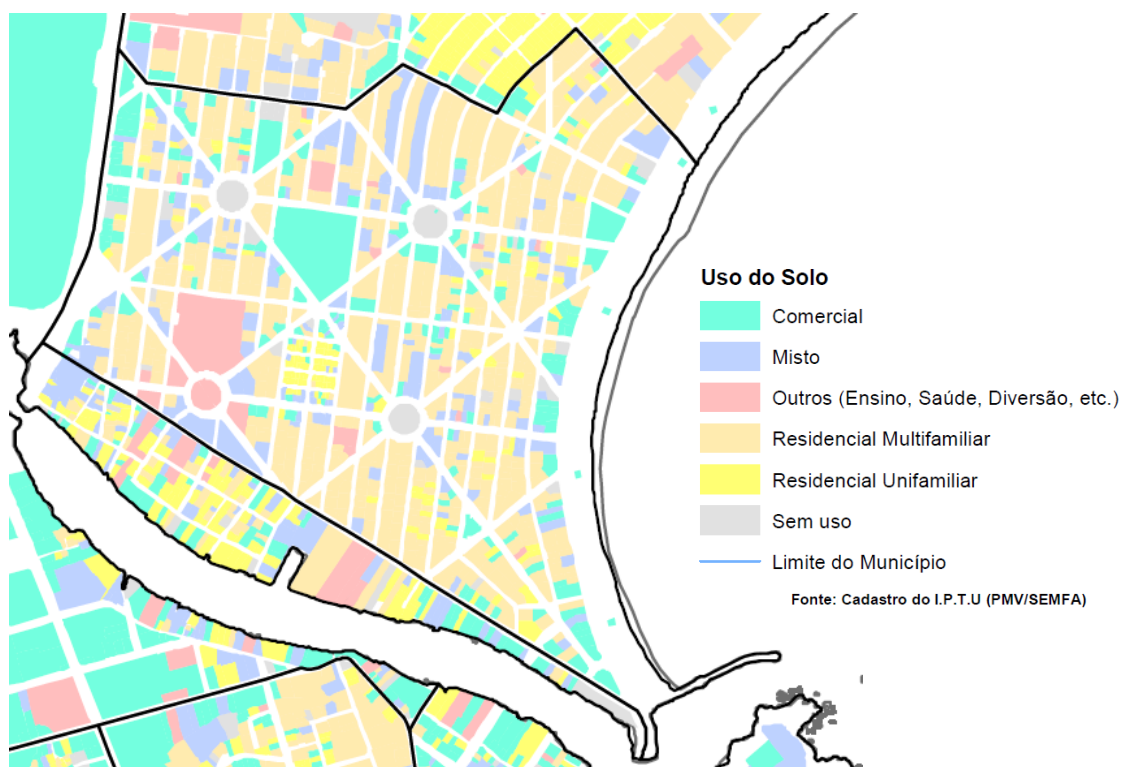 Uso do Solo
Comercial
Misto
Outros (Ensino, Saúde, Diversão, etc.)
Residencial Multifamiliar
Residencial Unifamiliar
Sem uso
Limite do Município
Fonte: Cadastro do I.P.T.U (PMV/SEMFA)